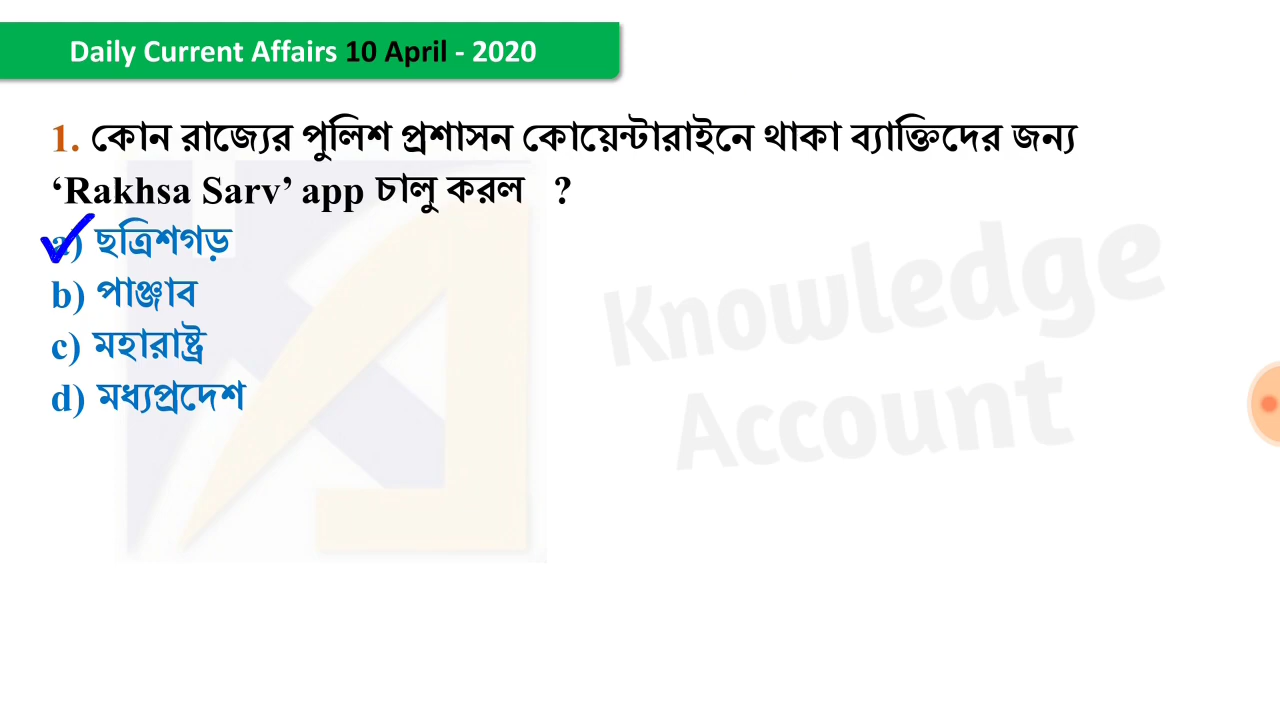 Daily Current Affairs 10 April - 2020
1. কোন রাজ্যের পুলিশ প্রশাসন কোয়েন্টারাইনে থাকা ব্যাক্তিদের জন্য
‘Rakhsa Sarv’ app চালু করল ?
a) ছত্রিশগড়
b) পাঞ্জাব
c) মহারাষ্ট্র
d) মধ্যপ্রদেশ
Knowledge
Account